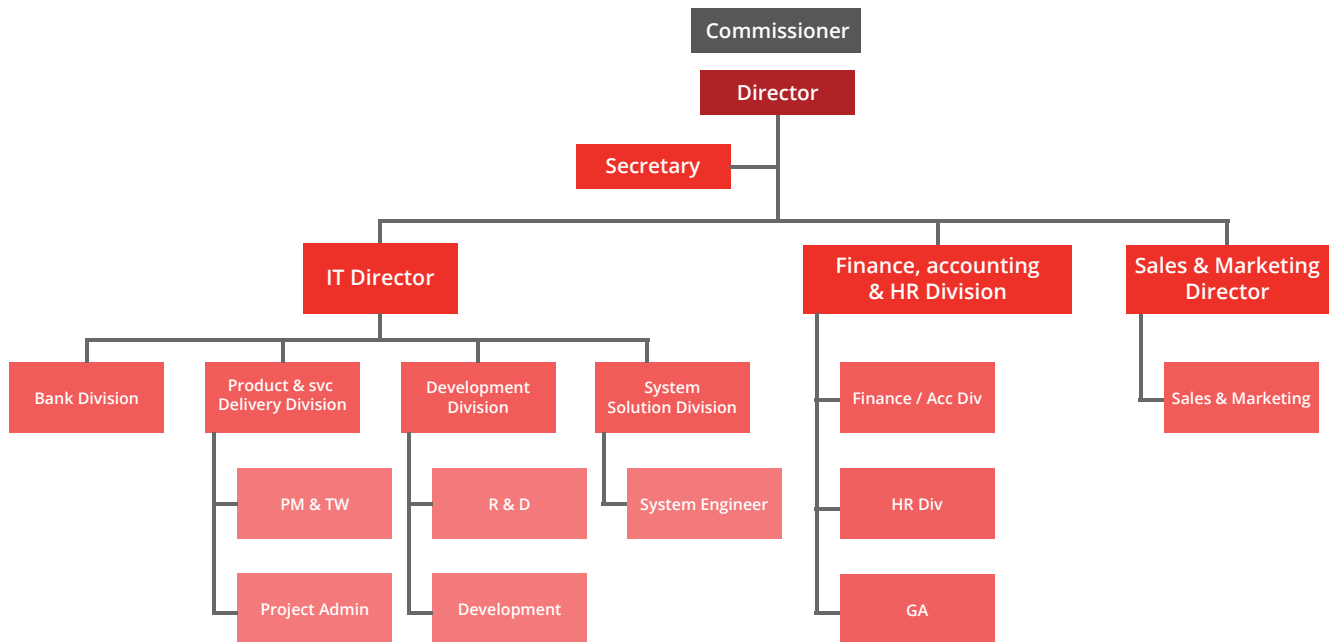 Commissioner
Director
Secretary
IT Director
Finance, accounting
& HR Division
Sales & Marketing
Director
Bank Division
Product & svc
Delivery Division
Development
Division
System
Solution Division
Finance / Acc Div
Sales & Marketing
PM & TW
R & D
System Engineer
HR Div
Project Admin
Development
GA